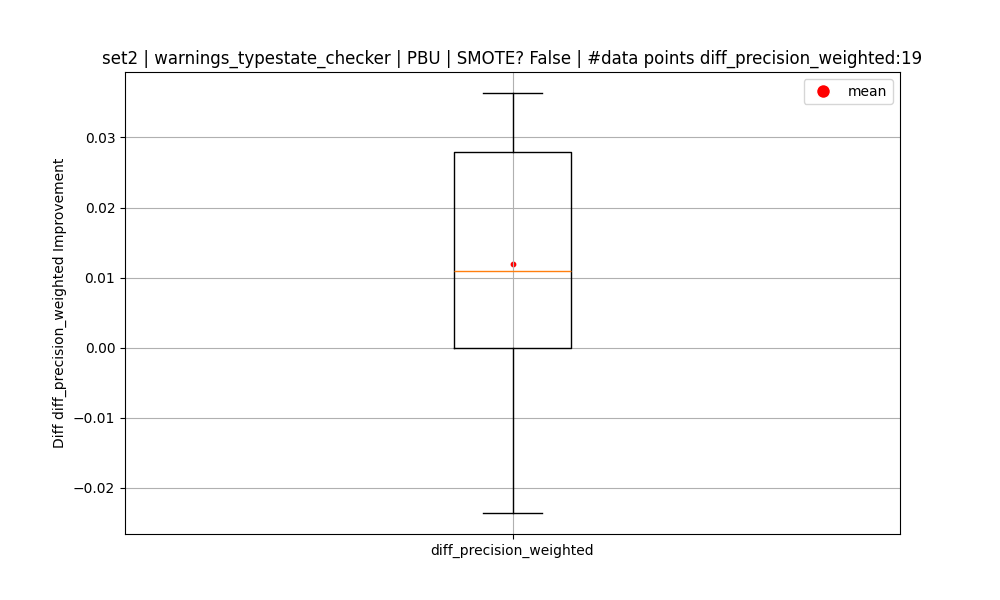 set2 | warnings_typestate_checker | PBU | SMOTE? False | #data points diff_precision_weighted:19
mean
0.03
0.02
0.01
0.00
−0.01
−0.02
Diff diff_precision_weighted Improvement
diff_precision_weighted